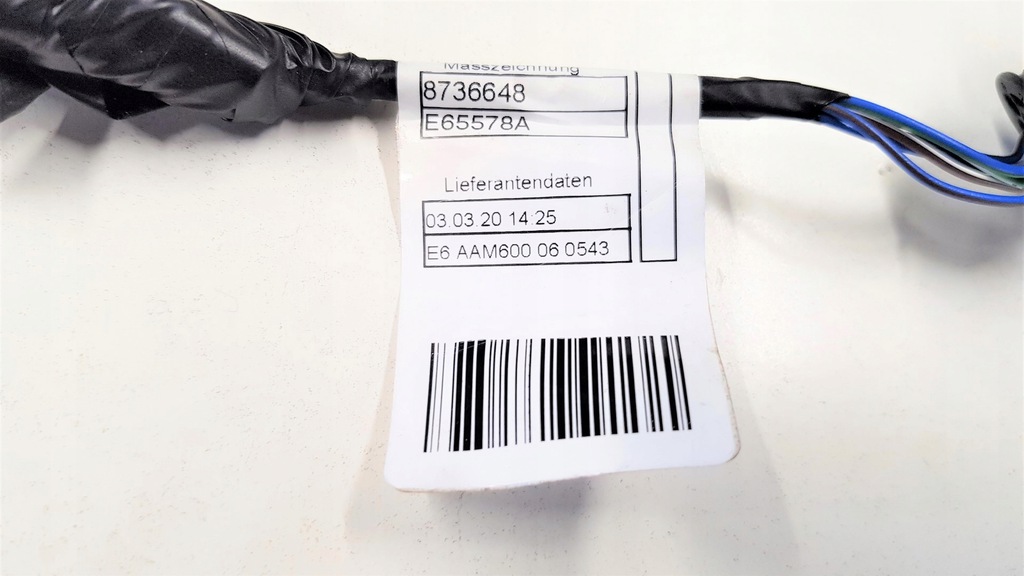 Masszeichnung
8736648
E65578A
Lieferantendaten
03.03.20 14:25
E6 AAM600 06 0543